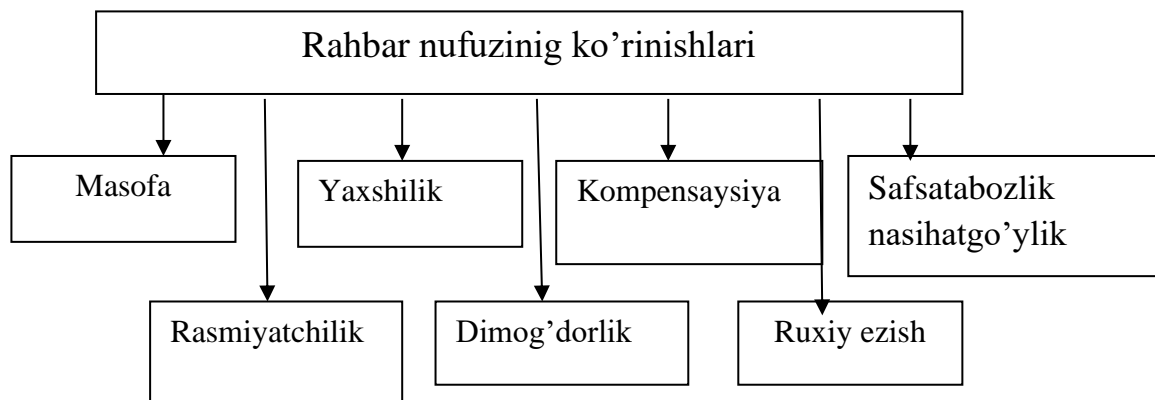 Rahbar nufuzinig ko’rinishlari
Masofa
Yaxshilik
Kompensaysiya
Safsatabozlik
nasihatgo’ylik
Rasmiyatchilik
Dimog’dorlik
Ruxiy ezish